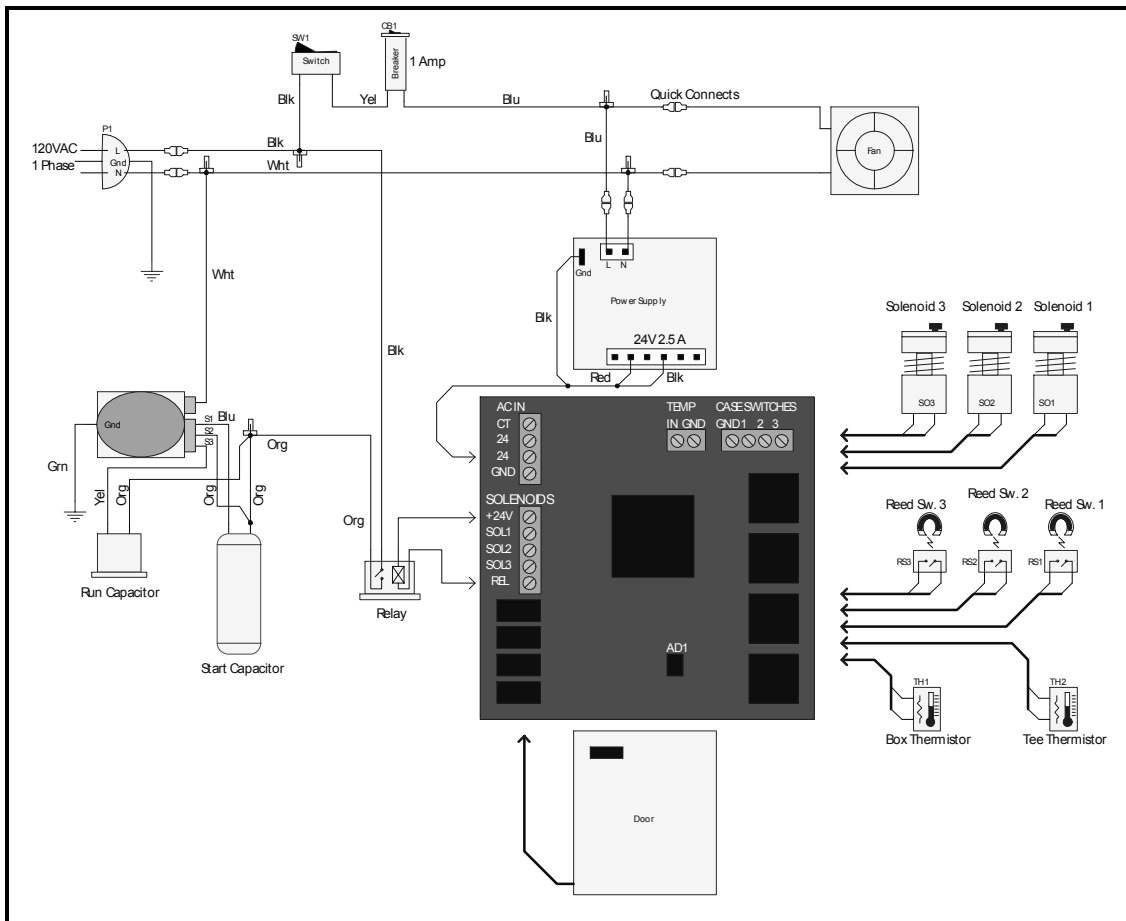 CB1
SW1
Switch
Breaker
1 Amp
Blk
Yel
Blu
Quick Connects
P1
120VAC
1 Phase
L
Gnd
N
Blk
Wht
Blu
Fan
Wht
L N
Gnd
Power Supply
Blk
24V 2.5 A
Red
Blk
Blk
Solenoid 3
Solenoid 2
Solenoid 1
SO3
SO2
SO1
Gnd
S1
S2
S3
Blu
Org
Grn
Yel
Org
Org
Org
Org
Run Capacitor
Start Capacitor
Relay
AC IN
CT
24
24
GND
SOLENOIDS
+24V
SOL1
SOL2
SOL3
REL
TEMP
IN GND
CASE SWITCHES
GND 1 2 3
AD1
Reed Sw. 3
Reed Sw. 2
Reed Sw. 1
RS3
RS2
RS1
TH1
TH2
Box Thermistor
Tee Thermistor
Door